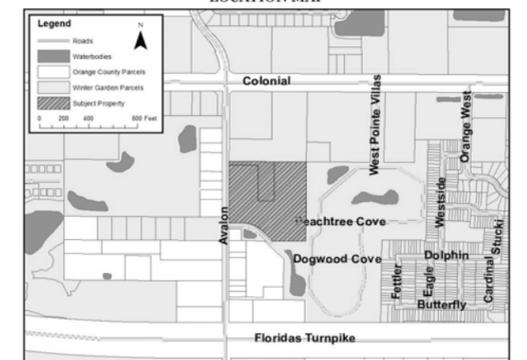 LOCATION MAP
Legend
N
Roads
Waterbodies
Orange County Parcels
Winter Garden Parcels
Subject Property
0 200 400 800 Feet
Colonial
West Pointe Villas
Orange West
Avalon
Peachtree Cove
Westside
Stucki
Dogwood Cove
Dolphin
Fettler
Eagle
Cardinal
Butterfly
Floridas Turnpike